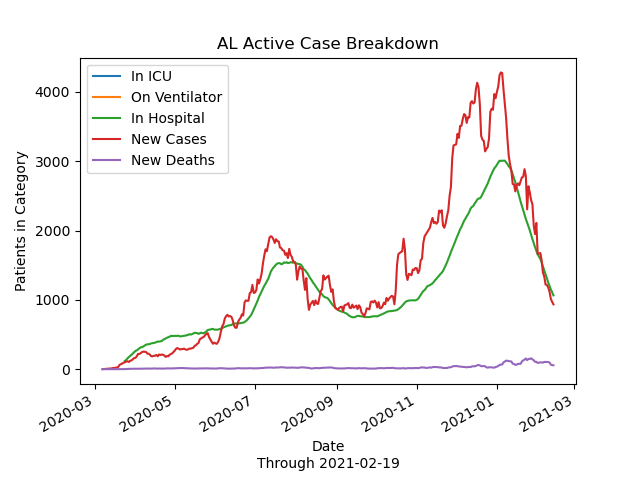 AL Active Case Breakdown
In ICU
On Ventilator
In Hospital
New Cases
New Deaths
Patients in Category
4000
3000
2000
1000
0
2020-03
2020-05
2020-07
2020-09
2020-11
2021-01
2021-03
Date
Through 2021-02-19